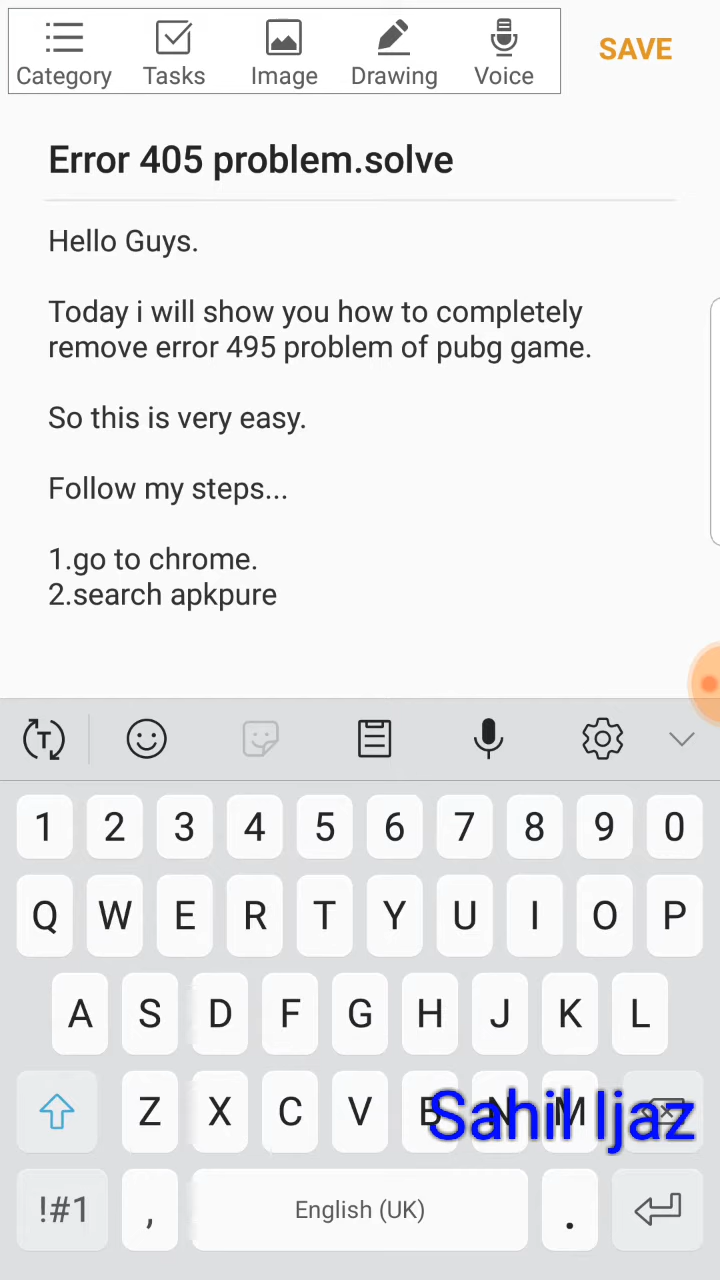 Category Tasks Image Drawing Voice SAVE
Error 405 problem.solve
Hello Guys.
Today i will show you how to completely
remove error 495 problem of pubg game.
So this is very easy.
Follow my steps...
1.go to chrome.
2.search apkpure
T
1 2 3 4 5 6 7 8 9 0
Q W E R T Y U I O P
A S D F G H J K L
Z X C V B N M
Sahil Ijaz
!#1 , English (UK) .